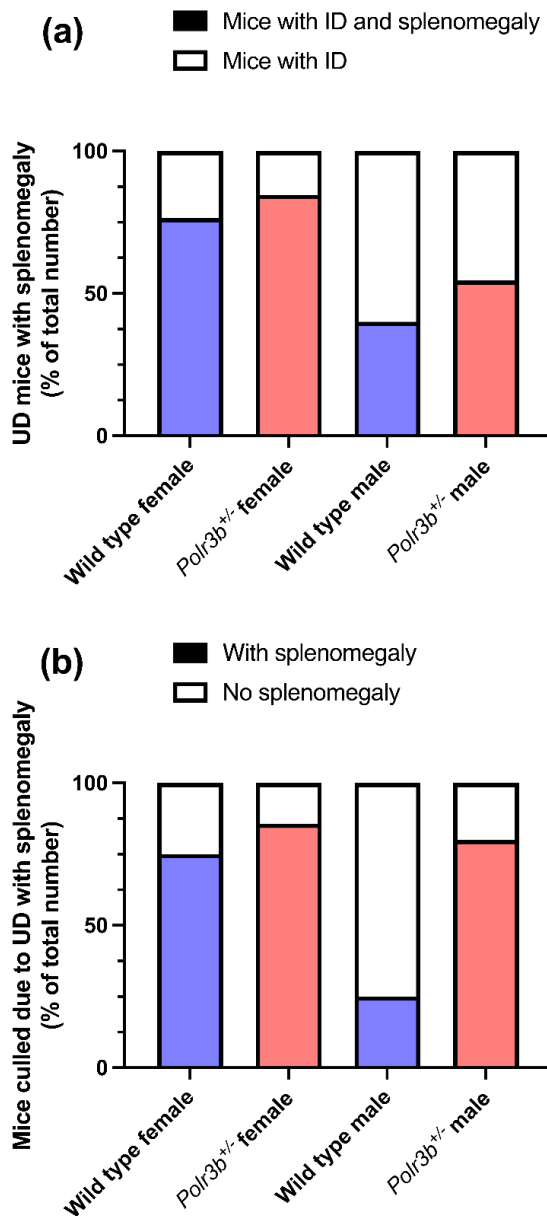 (a)
Mice with ID and splenomegaly
Mice with ID
UD mice with splenomegaly
(% of total number)
100
50
0
Wild type female
Polr3b+/- female
Wild type male
Polr3b+/- male
(b)
With splenomegaly
No splenomegaly
Mice culled due to UD with splenomegaly
(% of total number)
100
50
0
Wild type female
Polr3b+/- female
Wild type male
Polr3b+/- male